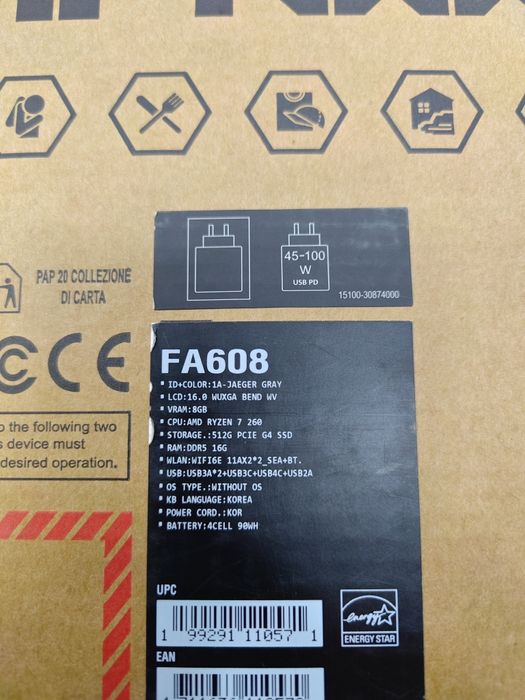 45-100
W
USB PD
15100-30874000
PAP 20 COLLEZIONE
DI CARTA
CE
o the following two
s device must
desired operation.
FA608
▪ ID+COLOR:1A-JAEGER GRAY
▪ LCD:16.0 WUXGA BEND WV
▪ VRAM:8GB
▪ CPU:AMD RYZEN 7 260
▪ STORAGE.:512G PCIE G4 SSD
▪ RAM:DDR5 16G
▪ WLAN:WIFI6E 11AX2*2_SEA+BT.
▪ USB:USB3A*2+USB3C+USB4C+USB2A
▪ OS TYPE.:WITHOUT OS
▪ KB LANGUAGE:KOREA
▪ POWER CORD.:KOR
▪ BATTERY:4CELL 90WH
UPC
1 99291 11057 1
energy
ENERGY STAR
EAN